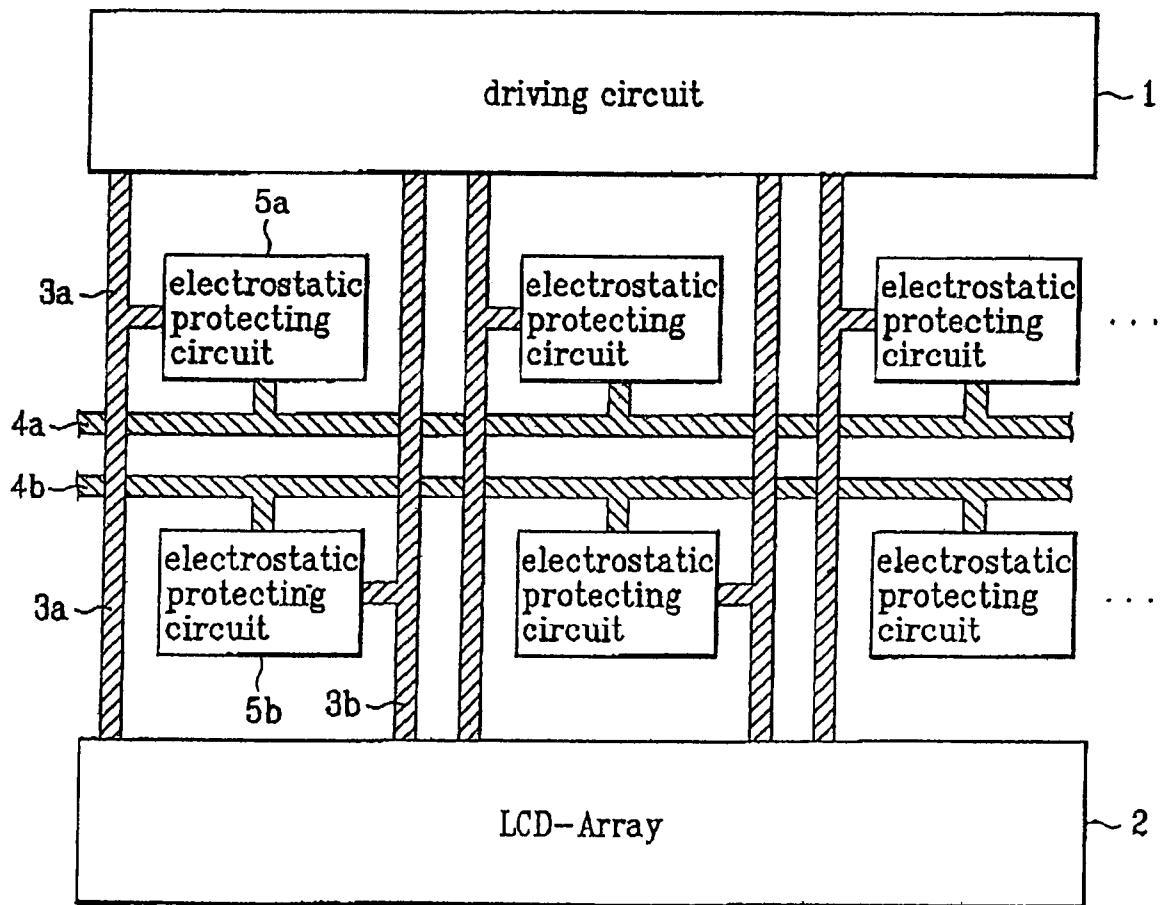 driving circuit
1
5a
3a
electrostatic
protecting
circuit
electrostatic
protecting
circuit
electrostatic
protecting
circuit
...
4a
4b
electrostatic
protecting
circuit
electrostatic
protecting
circuit
electrostatic
protecting
circuit
3a
...
5b
3b
LCD-Array
2